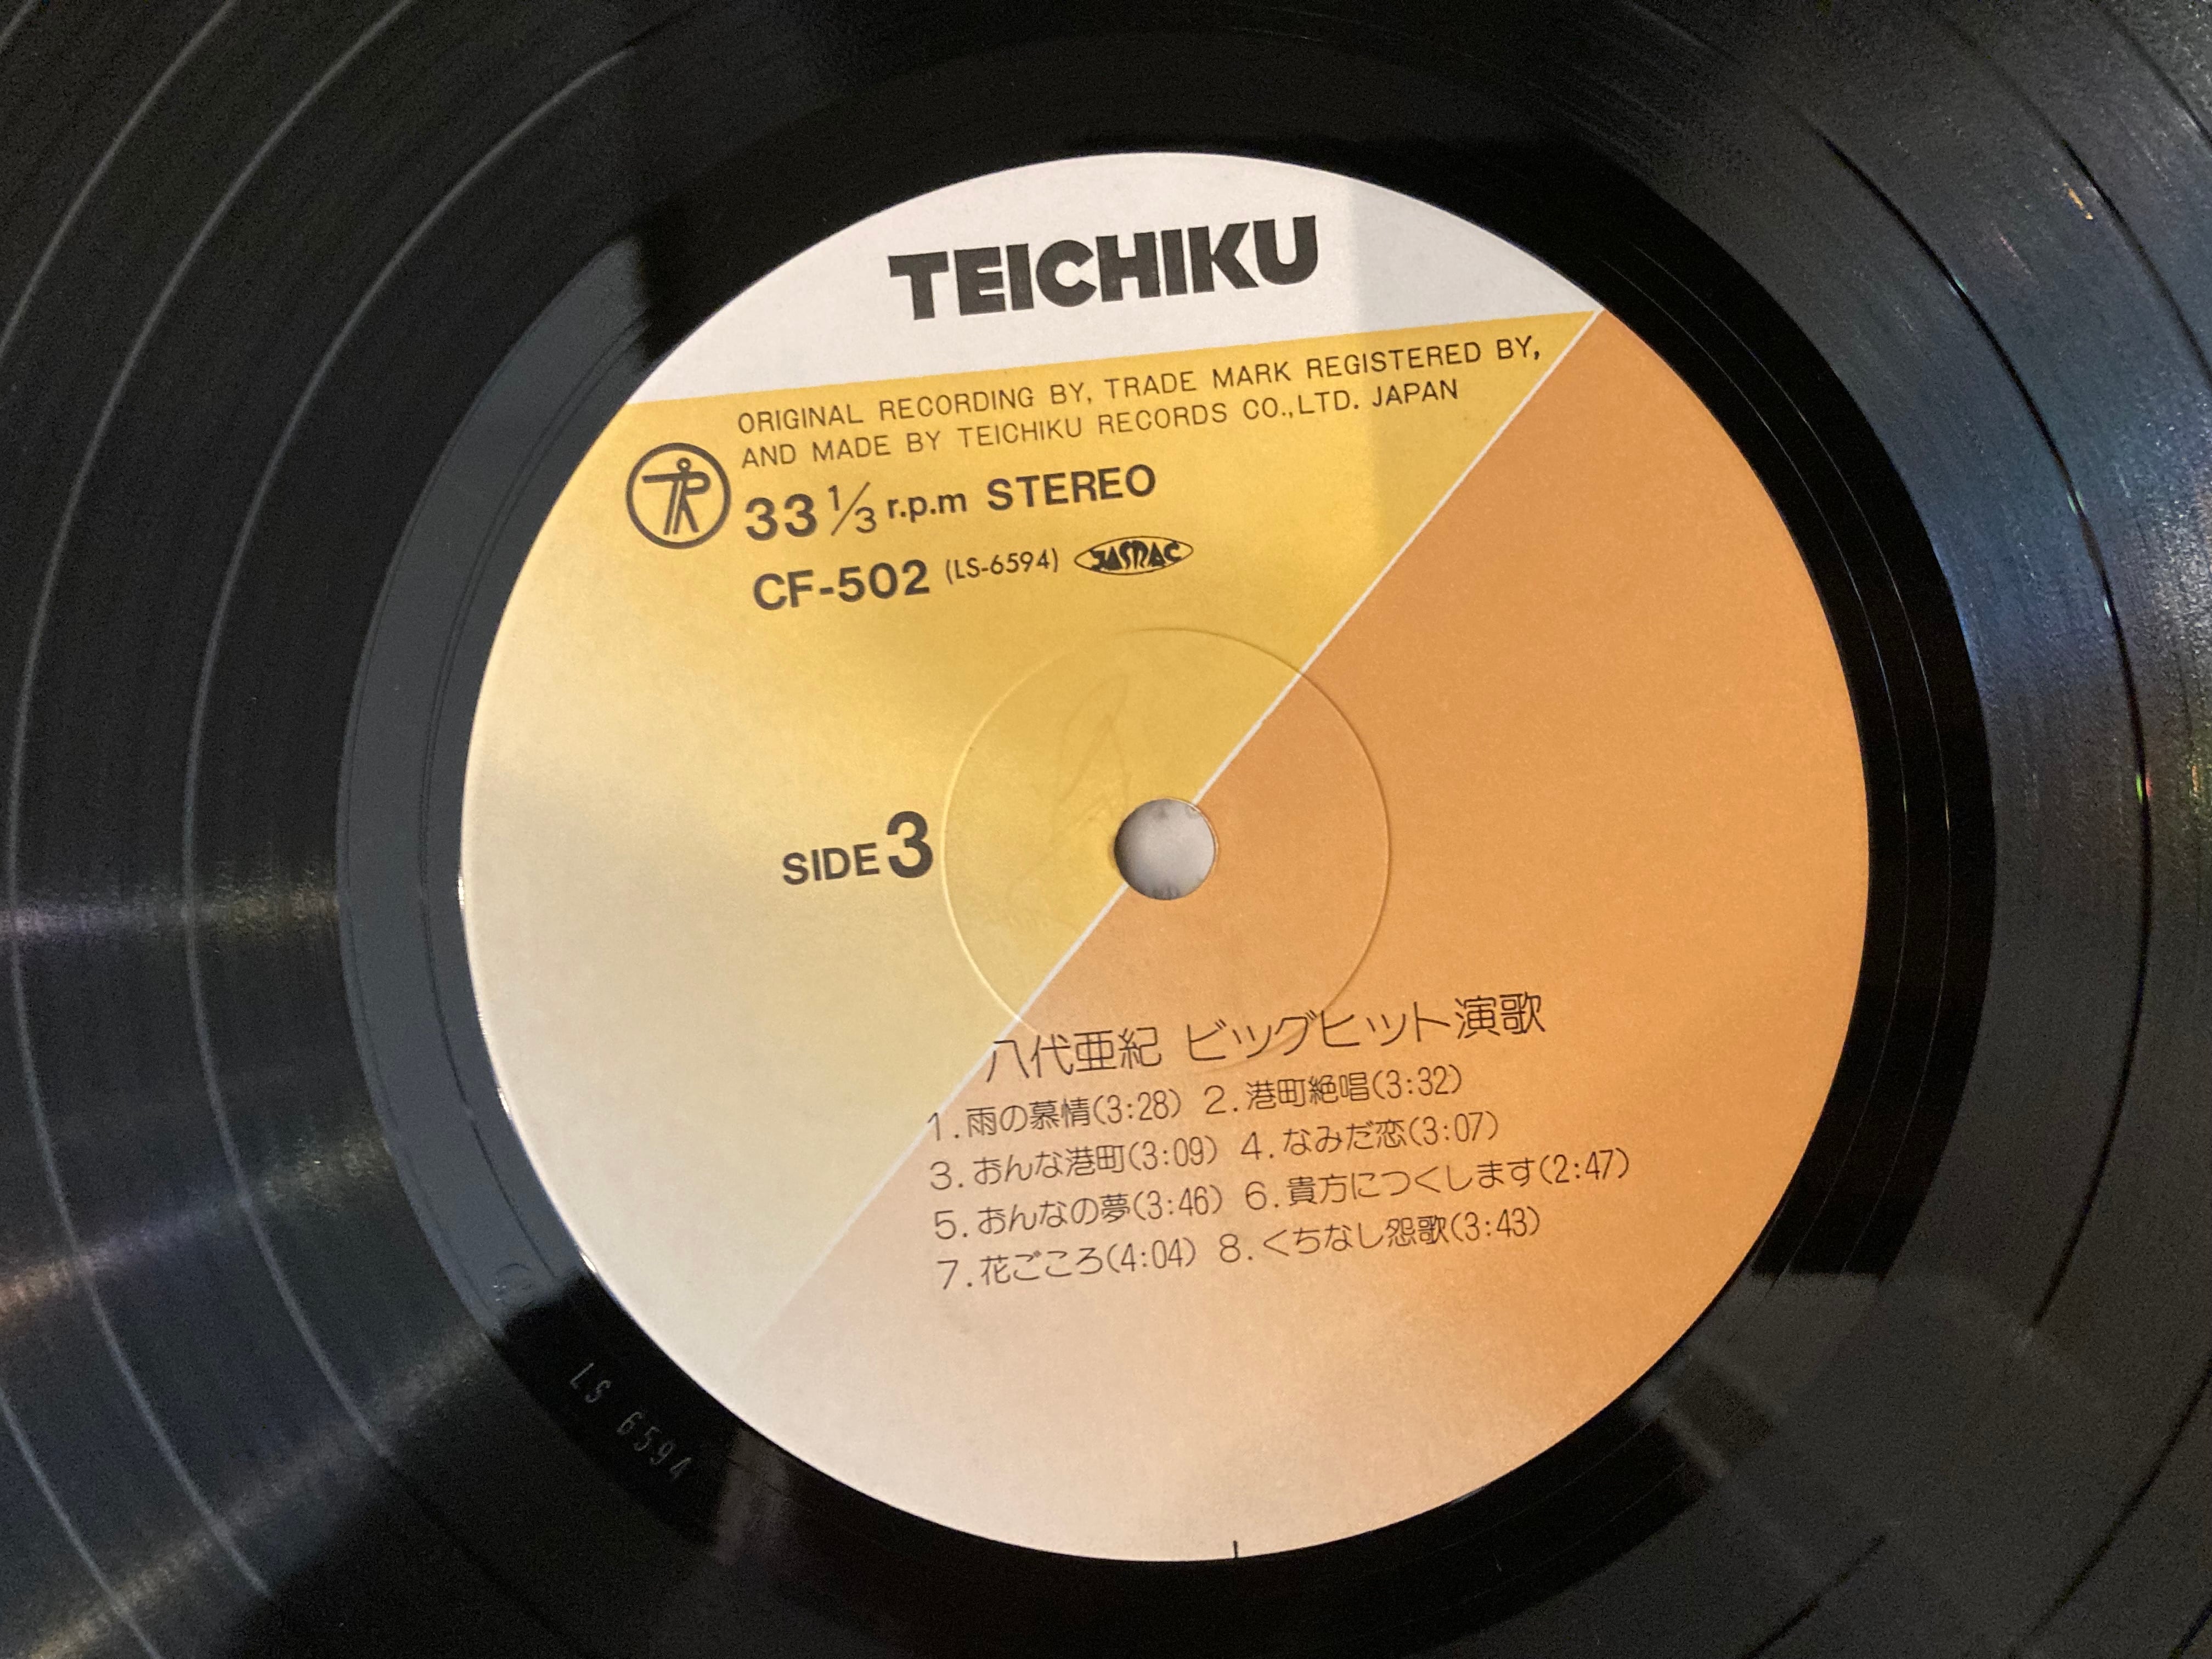 TEICHIKU
ORIGINAL RECORDING BY, TRADE MARK REGISTERED BY,
AND MADE BY TEICHIKU RECORDS CO.,LTD. JAPAN
33 1/3 r.p.m STEREO
CF-502 (LS-6594) JASRAC
SIDE 3
八代亜紀 ビッグヒット演歌
1.雨の慕情(3:28) 2.港町絶唱(3:32)
3.おんな港町(3:09) 4.なみだ恋(3:07)
5.おんなの夢(3:46) 6.貴方につくします(2:47)
7.花ごころ(4:04) 8.くちなし怨歌(3:43)
LS 6594